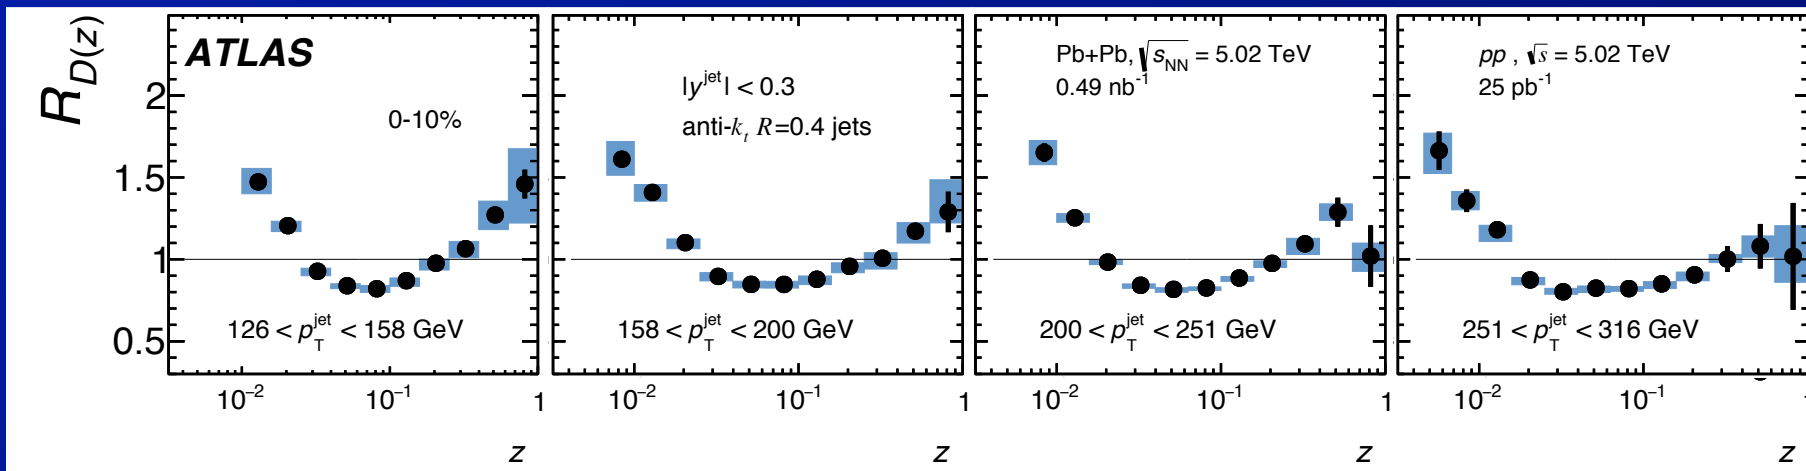 R_{D(z)}
ATLAS
0-10%
|y^{jet}| < 0.3
anti-k_t R=0.4 jets
Pb+Pb, √s_{NN} = 5.02 TeV
0.49 nb^{-1}
pp , √s = 5.02 TeV
25 pb^{-1}
2
1.5
1
0.5
126 < p_T^{jet} < 158 GeV
158 < p_T^{jet} < 200 GeV
200 < p_T^{jet} < 251 GeV
251 < p_T^{jet} < 316 GeV
10^{−2} 10^{−1} 1
10^{−2} 10^{−1} 1
10^{−2} 10^{−1} 1
10^{−2} 10^{−1}
z z z z